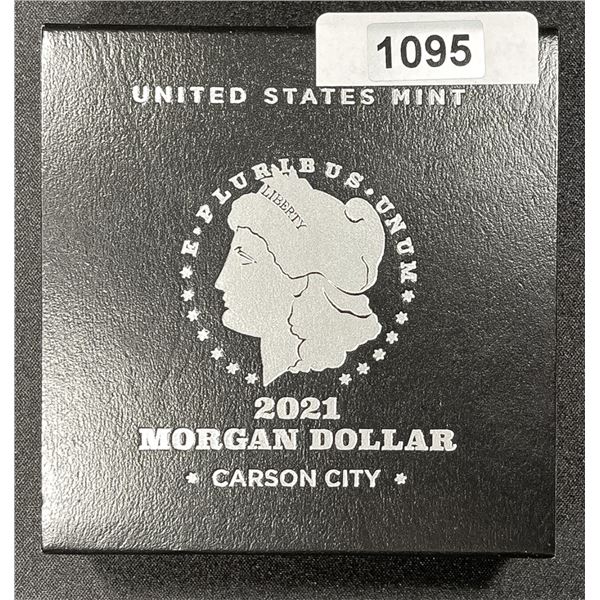 1095
UNITED STATES MINT
E·PLURIBUS·UNUM
LIBERTY
2021
MORGAN DOLLAR
* CARSON CITY *